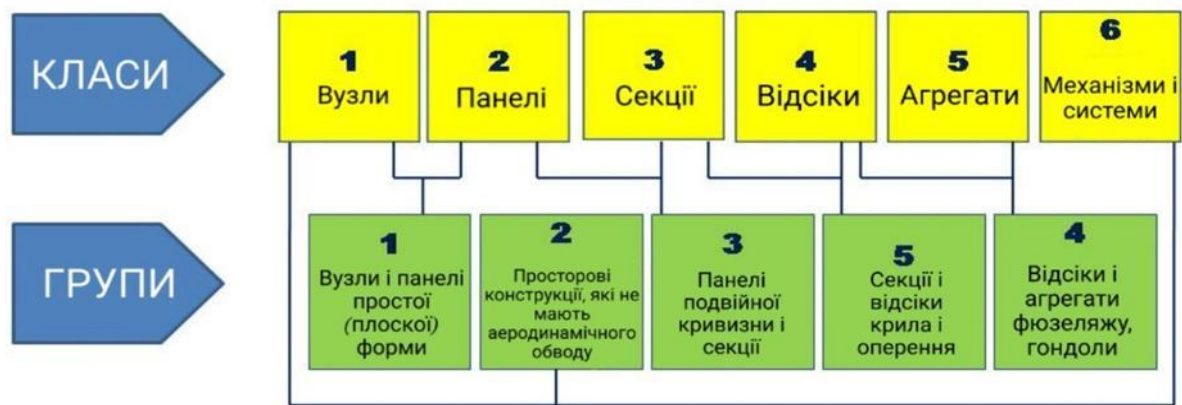 КЛАСИ
1
Вузли
2
Панелі
3
Секції
4
Відсіки
5
Агрегати
6
Механізми і
системи
ГРУПИ
1
Вузли і панелі
простої
(плоскої)
форми
2
Просторові
конструкції, які не
мають
аеродинамічного
обводу
3
Панелі
подвійної
кривизни і
секції
5
Секції і
відсіки
крила і
оперення
4
Відсіки і
агрегати
фюзеляжу,
гондоли